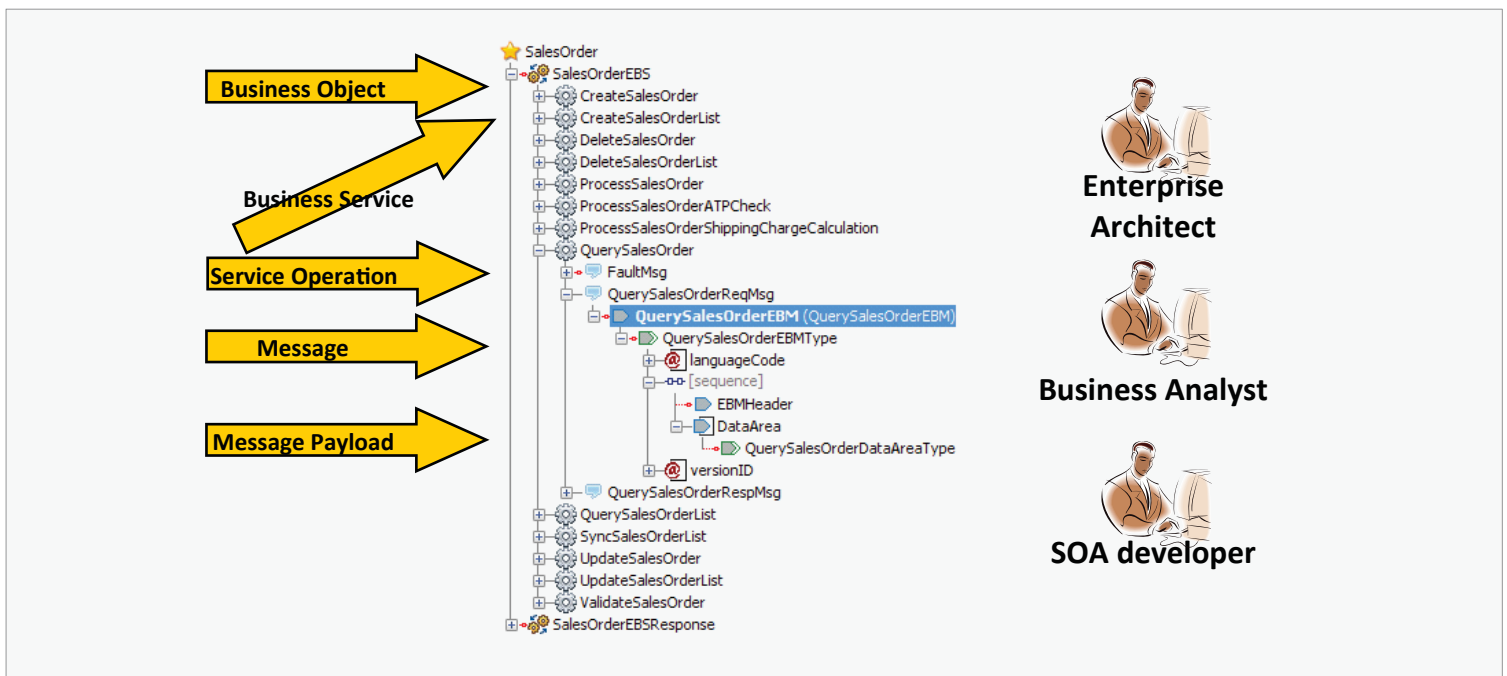 Business Object
Business Service
Service Operation
Message
Message Payload
SalesOrder
SalesOrderEBS
CreateSalesOrder
CreateSalesOrderList
DeleteSalesOrder
DeleteSalesOrderList
ProcessSalesOrder
ProcessSalesOrderATPCheck
ProcessSalesOrderShippingChargeCalculation
QuerySalesOrder
FaultMsg
QuerySalesOrderReqMsg
QuerySalesOrderEBM (QuerySalesOrderEBM)
QuerySalesOrderEBMType
languageCode
[sequence]
EBMHeader
DataArea
QuerySalesOrderDataAreaType
versionID
QuerySalesOrderRespMsg
QuerySalesOrderList
SyncSalesOrderList
UpdateSalesOrder
UpdateSalesOrderList
ValidateSalesOrder
SalesOrderEBSResponse
Enterprise
Architect
Business Analyst
SOA developer